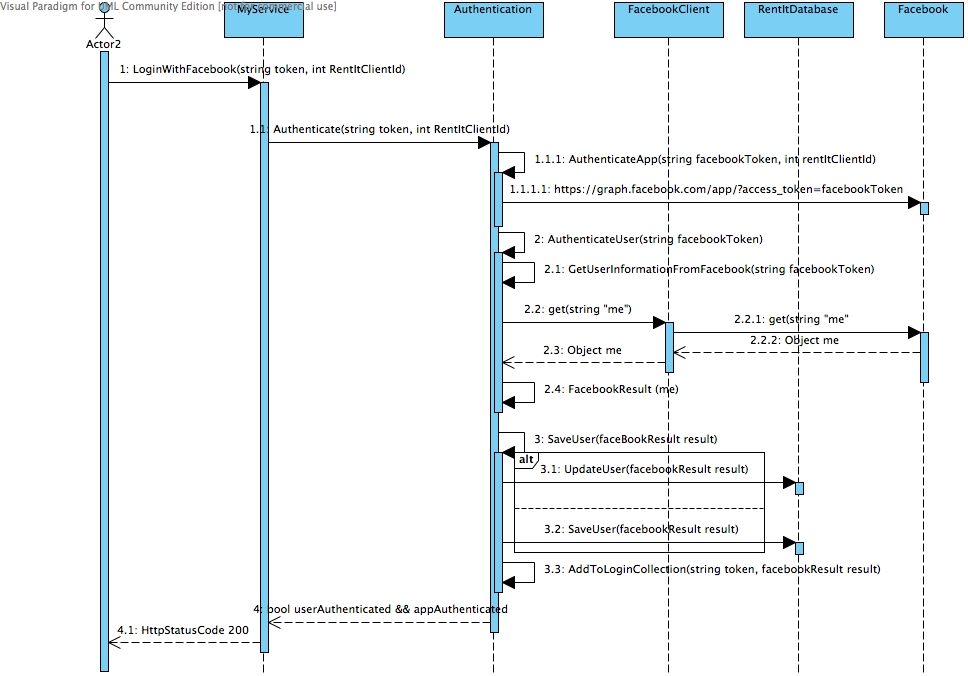 Visual Paradigm for UML Community Edition [not for commercial use]
MyService
Authentication
FacebookClient
RentItDatabase
Facebook
Actor2
1: LoginWithFacebook(string token, int RentItClientId)
1.1: Authenticate(string token, int RentItClientId)
1.1.1: AuthenticateApp(string facebookToken, int rentItClientId)
1.1.1.1: https://graph.facebook.com/app/?access_token=facebookToken
2: AuthenticateUser(string facebookToken)
2.1: GetUserInformationFromFacebook(string facebookToken)
2.2: get(string "me")
2.2.1: get(string "me"
2.2.2: Object me
2.3: Object me
2.4: FacebookResult (me)
3: SaveUser(faceBookResult result)
alt
3.1: UpdateUser(facebookResult result)
3.2: SaveUser(facebookResult result)
3.3: AddToLoginCollection(string token, facebookResult result)
4: bool userAuthenticated && appAuthenticated
4.1: HttpStatusCode 200